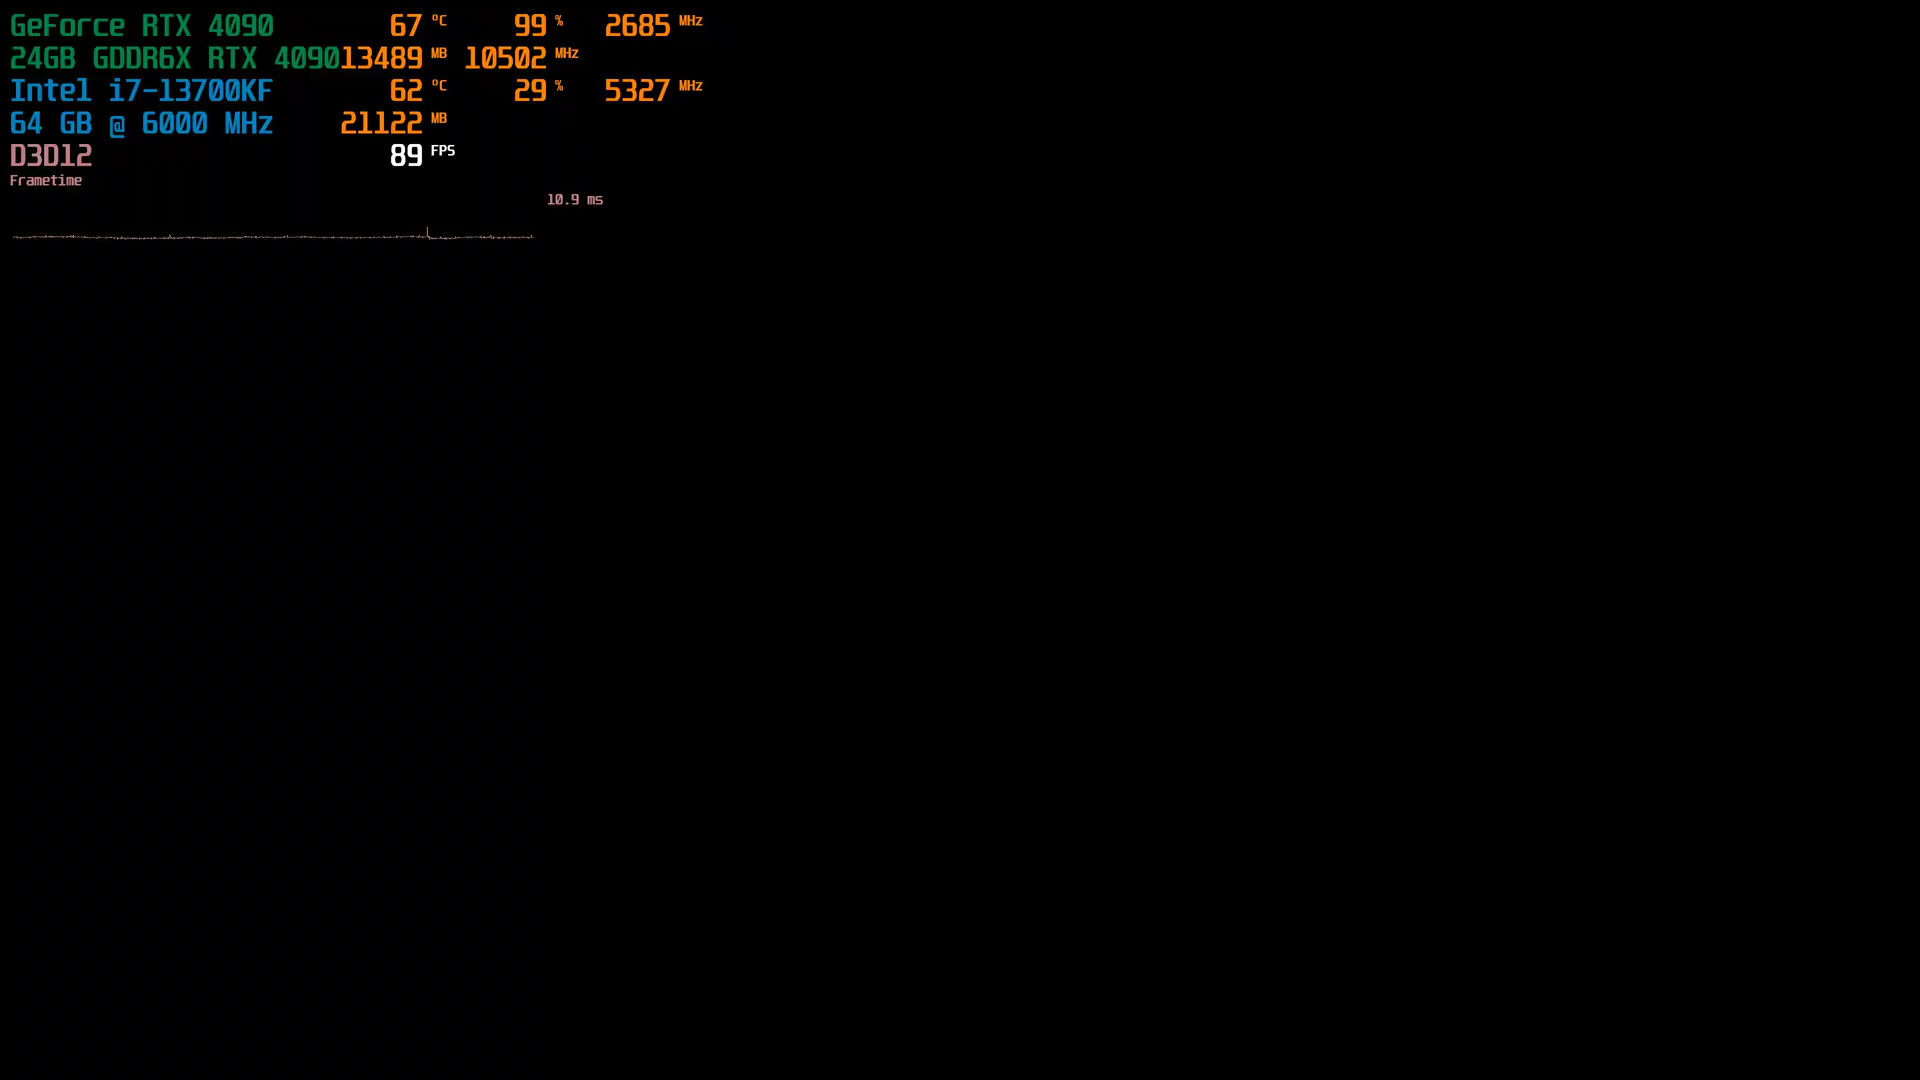 GeForce RTX 4090 67 °C 99 % 2685 MHz
24GB GDDR6X RTX 4090 13489 MB 10502 MHz
Intel i7-13700KF 62 °C 29 % 5327 MHz
64 GB @ 6000 MHz 21122 MB
D3D12 89 FPS
Frametime
10.9 ms